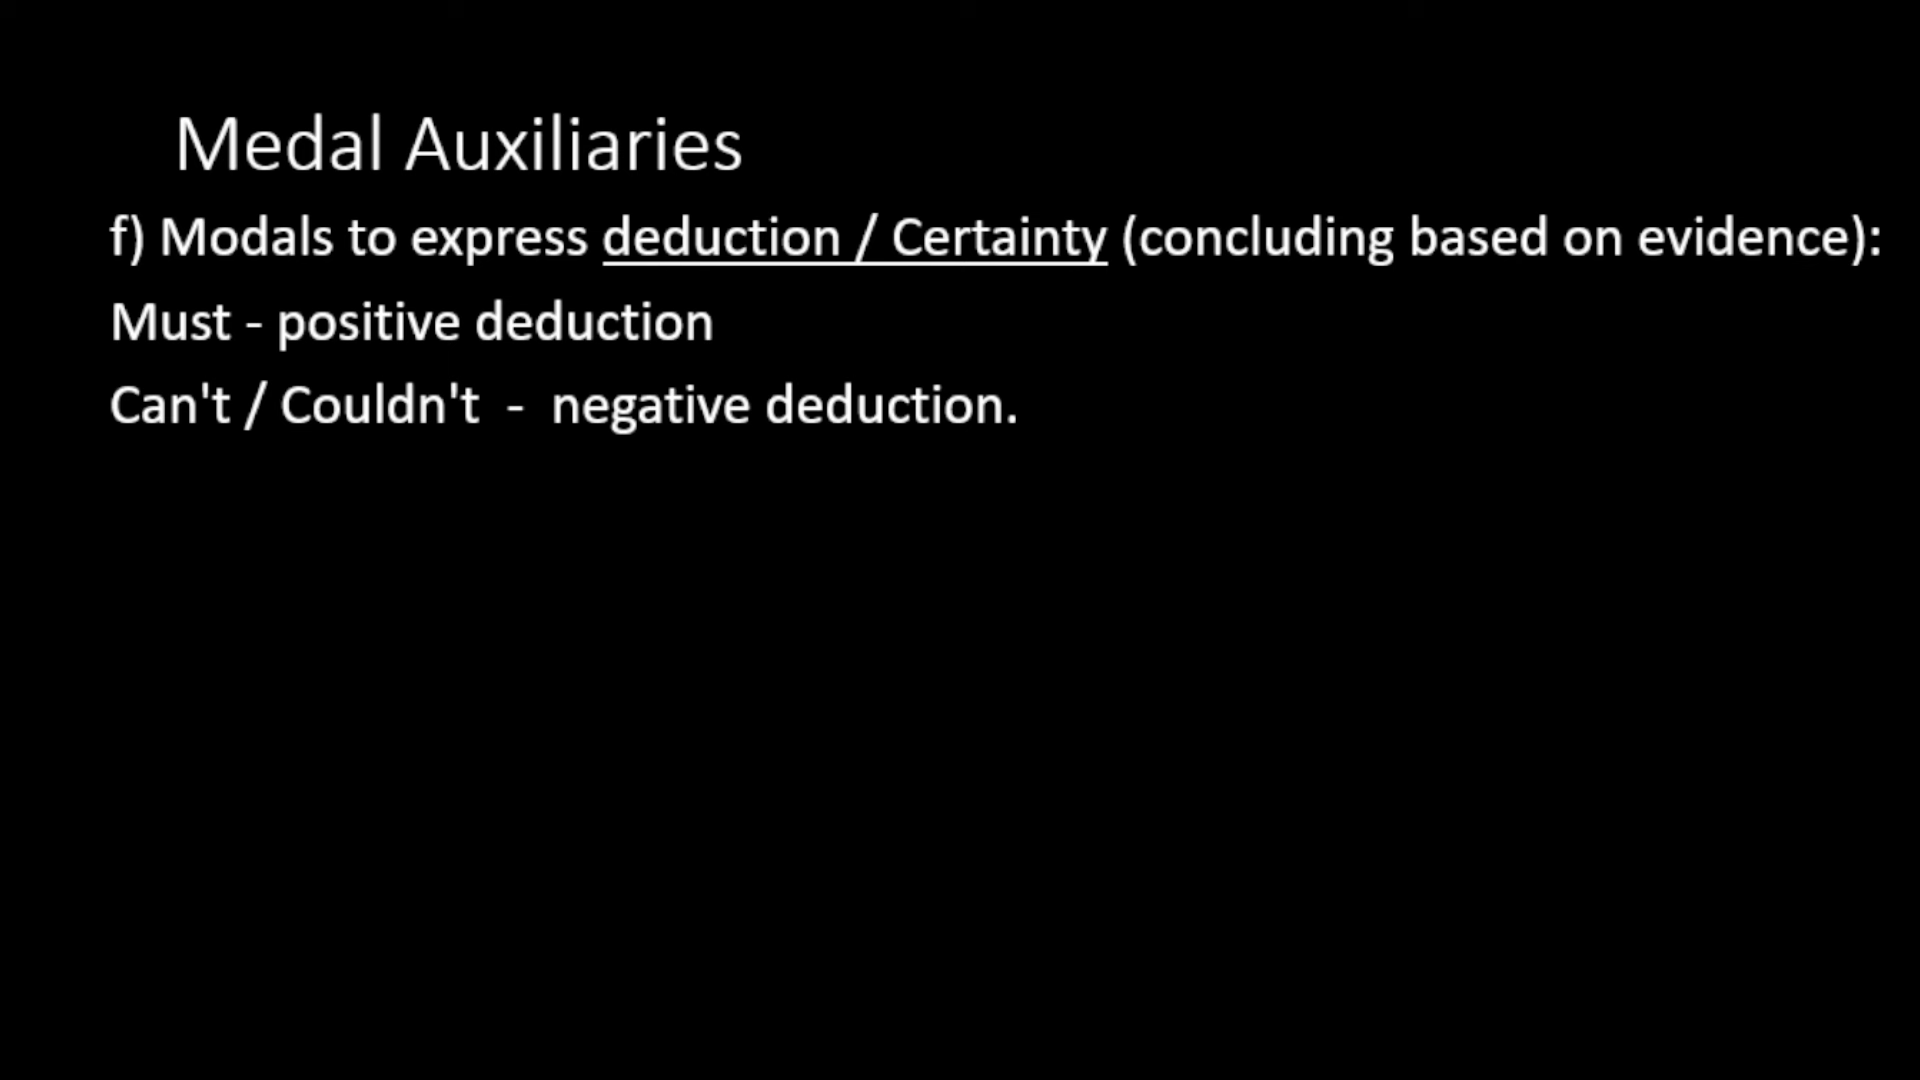 Medal Auxiliaries
f) Modals to express deduction / Certainty (concluding based on evidence):
Must - positive deduction
Can't / Couldn't  -  negative deduction.